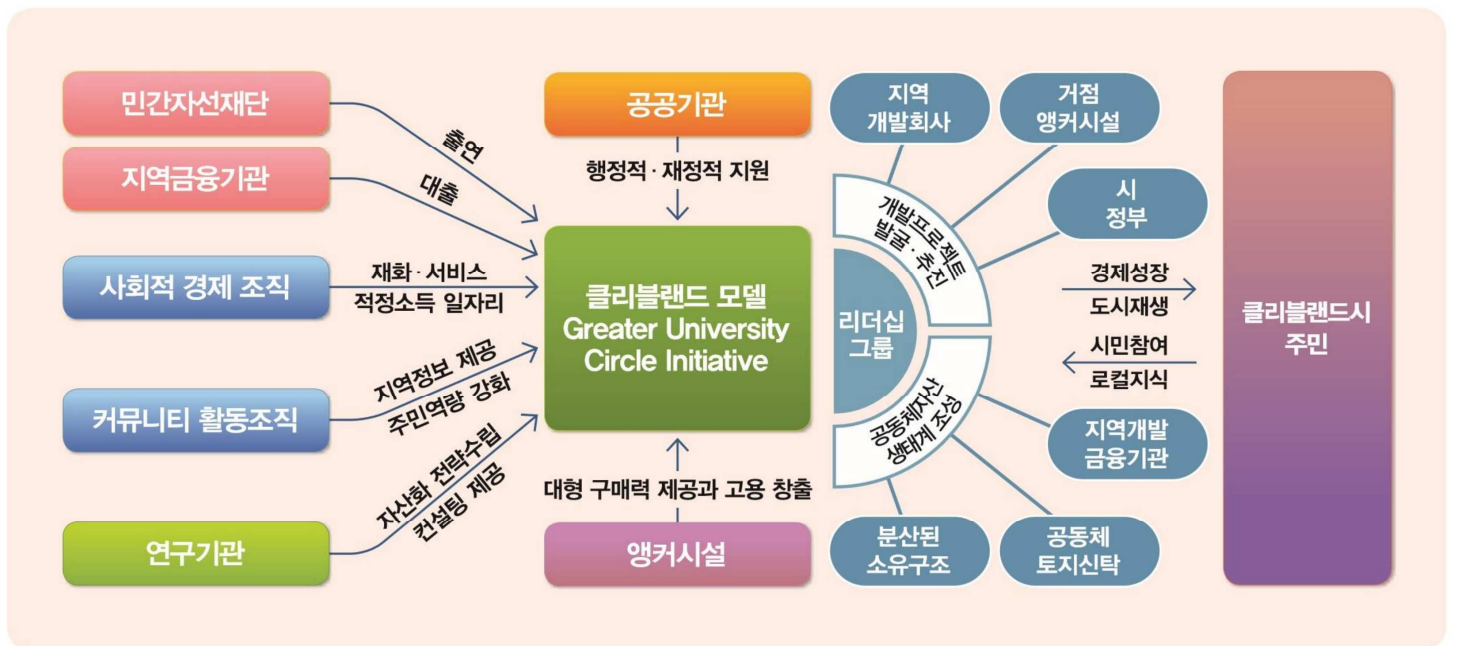 민간자선재단
출연
지역금융기관
대출
사회적 경제 조직
재화·서비스
적정소득 일자리
커뮤니티 활동조직
지역정보 제공
주민역량 강화
연구기관
자산화 전략수립
컨설팅 제공
공공기관
행정적·재정적 지원
클리블랜드 모델
Greater University
Circle Initiative
대형 구매력 제공과 고용 창출
앵커시설
리더십
그룹
개발프로젝트
발굴·추진
지역
개발회사
거점
앵커시설
시
정부
공동체자산
생태계 조성
지역개발
금융기관
공동체
토지신탁
분산된
소유구조
경제성장
도시재생
시민참여
로컬지식
클리블랜드시
주민